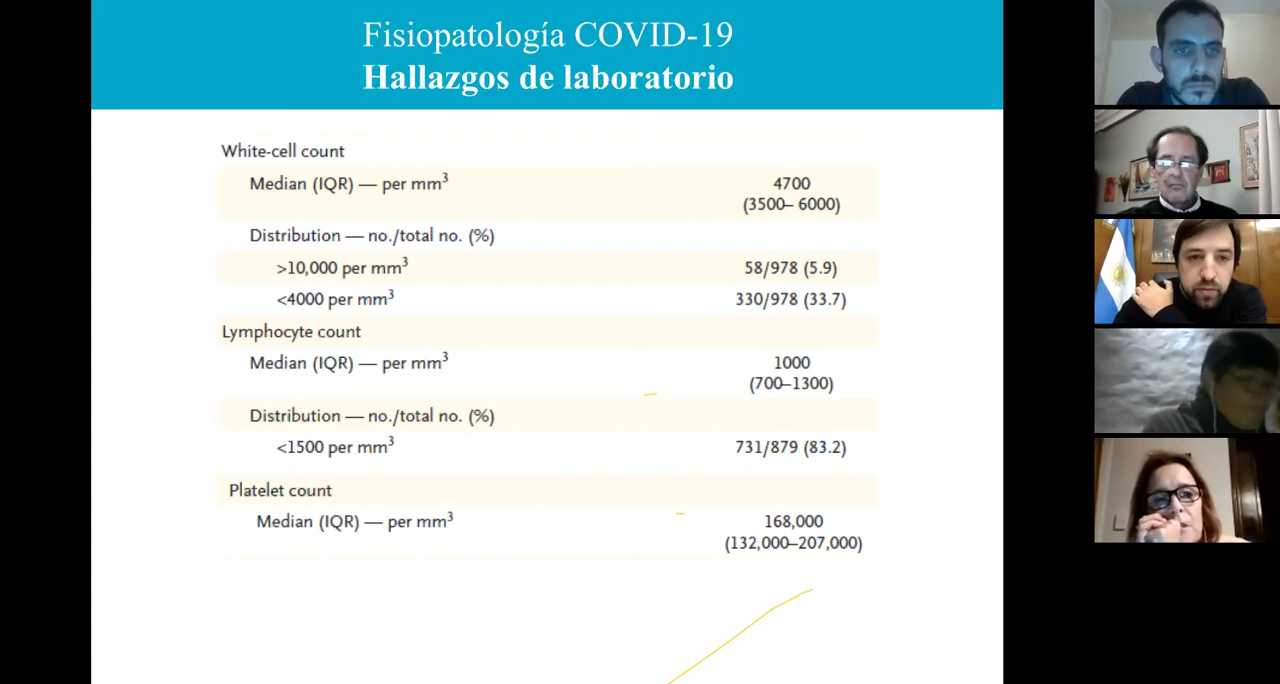 Fisiopatología COVID-19
Hallazgos de laboratorio
White-cell count
Median (IQR) — per mm³ 4700
(3500– 6000)
Distribution — no./total no. (%)
>10,000 per mm³ 58/978 (5.9)
<4000 per mm³ 330/978 (33.7)
Lymphocyte count
Median (IQR) — per mm³ 1000
(700–1300)
Distribution — no./total no. (%)
<1500 per mm³ 731/879 (83.2)
Platelet count
Median (IQR) — per mm³ 168,000
(132,000–207,000)